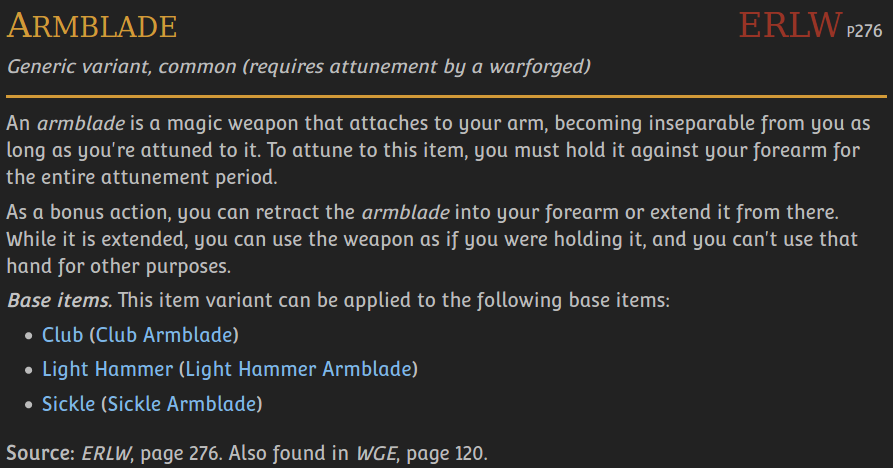 ARMBLADE ERLW P276
Generic variant, common (requires attunement by a warforged)
An armblade is a magic weapon that attaches to your arm, becoming inseparable from you as
long as you're attuned to it. To attune to this item, you must hold it against your forearm for
the entire attunement period.
As a bonus action, you can retract the armblade into your forearm or extend it from there.
While it is extended, you can use the weapon as if you were holding it, and you can't use that
hand for other purposes.
Base items. This item variant can be applied to the following base items:
• Club (Club Armblade)
• Light Hammer (Light Hammer Armblade)
• Sickle (Sickle Armblade)
Source: ERLW, page 276. Also found in WGE, page 120.